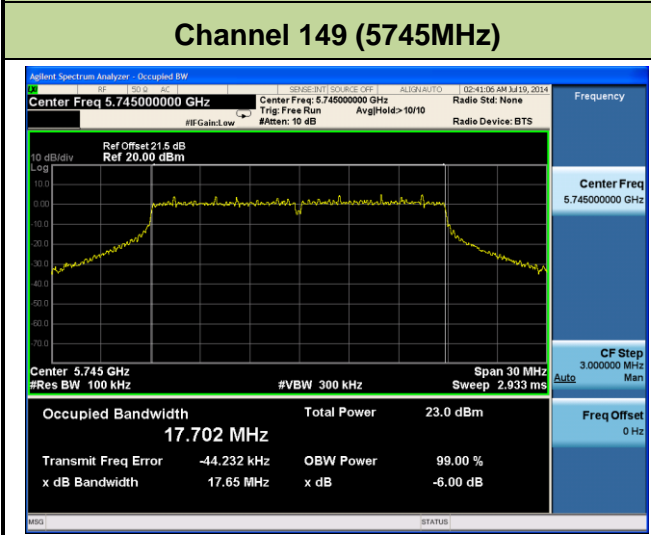 Channel 149 (5745MHz)
Agilent Spectrum Analyzer - Occupied BW
RF 50 Ω AC SENSE:INT SOURCE OFF ALIGNAUTO 02:41:06 AM Jul 19, 2014
Center Freq 5.745000000 GHz
Center Freq: 5.745000000 GHz
Radio Std: None
Trig: Free Run Avg|Hold:> 10/10
#IFGain:Low #Atten: 10 dB Radio Device: BTS
Frequency
Ref Offset 21.5 dB
10 dB/div Ref 20.00 dBm
Log
10.0
0.00
-10.0
-20.0
-30.0
-40.0
-50.0
-60.0
-70.0
Center Freq
5.745000000 GHz
Center 5.745 GHz Span 30 MHz
#Res BW 100 kHz #VBW 300 kHz Sweep 2.933 ms
CF Step
3.000000 MHz
Auto Man
Freq Offset
0 Hz
Occupied Bandwidth Total Power 23.0 dBm
17.702 MHz
Transmit Freq Error -44.232 kHz OBW Power 99.00 %
x dB Bandwidth 17.65 MHz x dB -6.00 dB
MSG STATUS